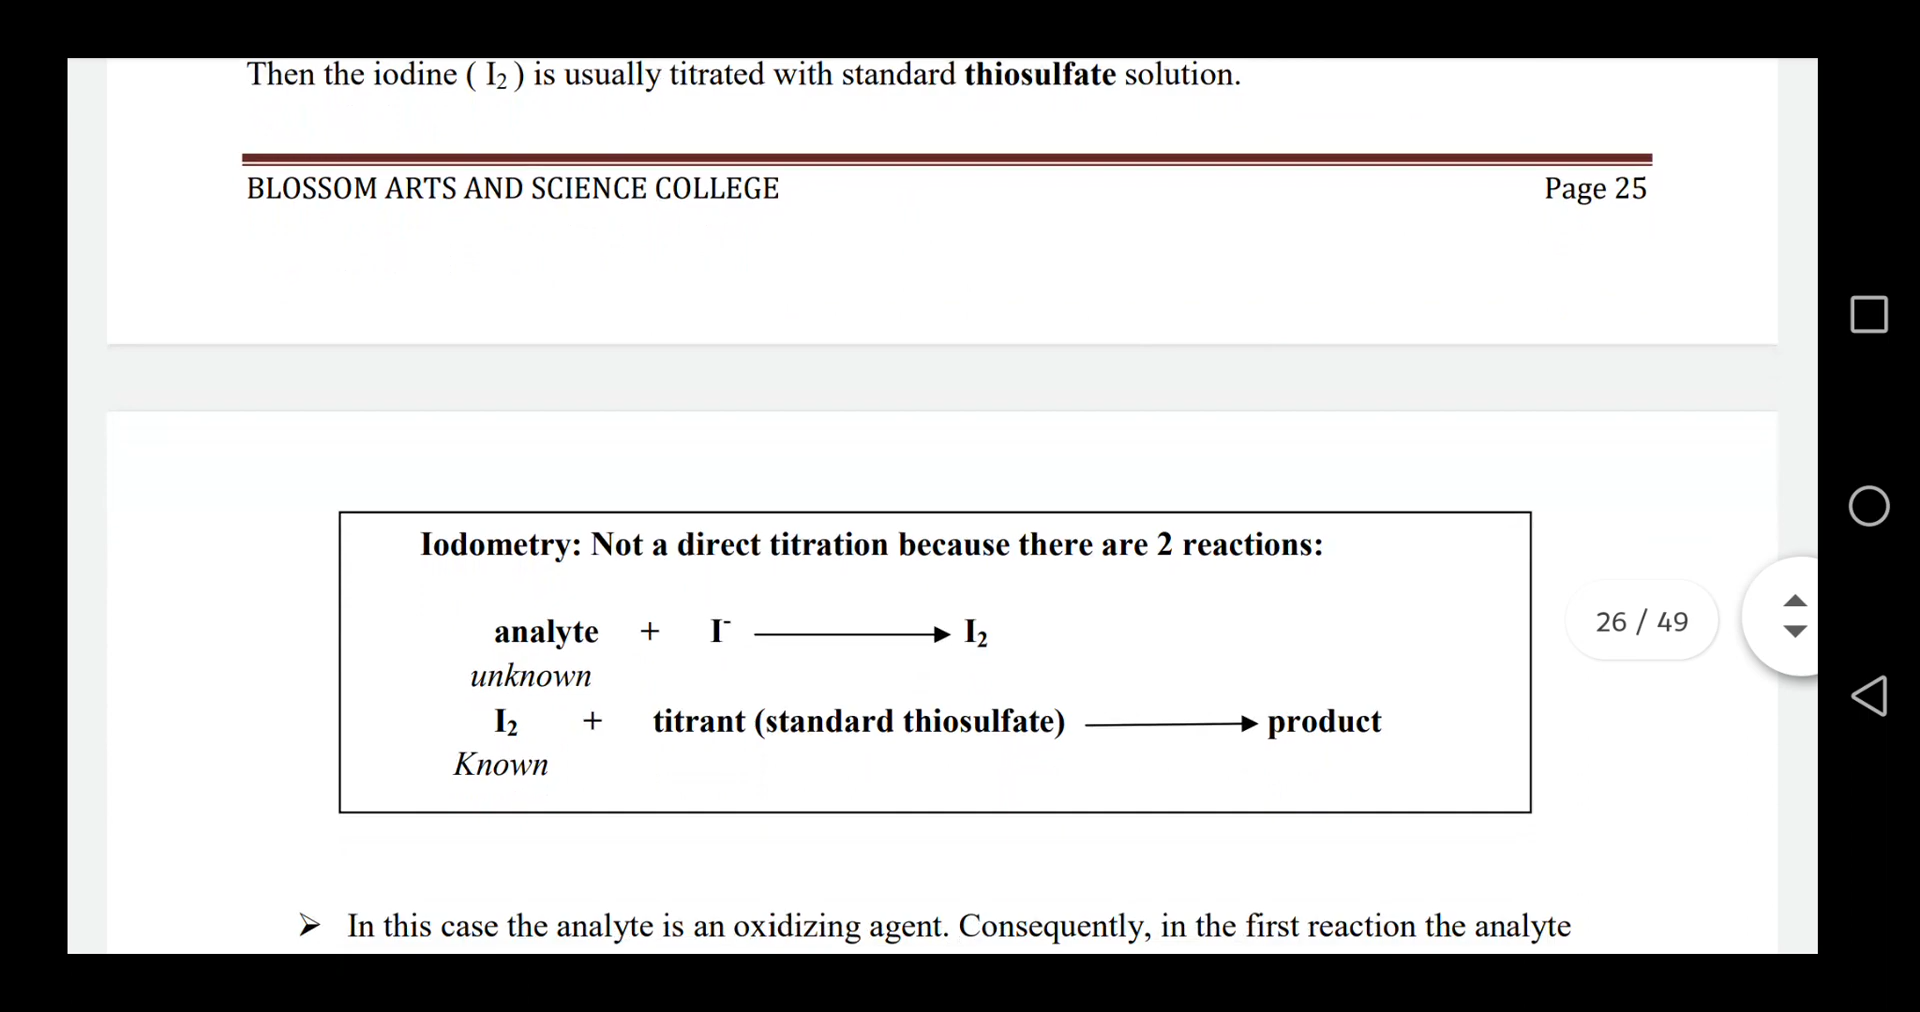 Then the iodine ( I₂ ) is usually titrated with standard thiosulfate solution.
BLOSSOM ARTS AND SCIENCE COLLEGE Page 25
Iodometry: Not a direct titration because there are 2 reactions:
analyte + I⁻ ⟶ I₂
unknown
I₂ + titrant (standard thiosulfate) ⟶ product
Known
26 / 49
➢ In this case the analyte is an oxidizing agent. Consequently, in the first reaction the analyte